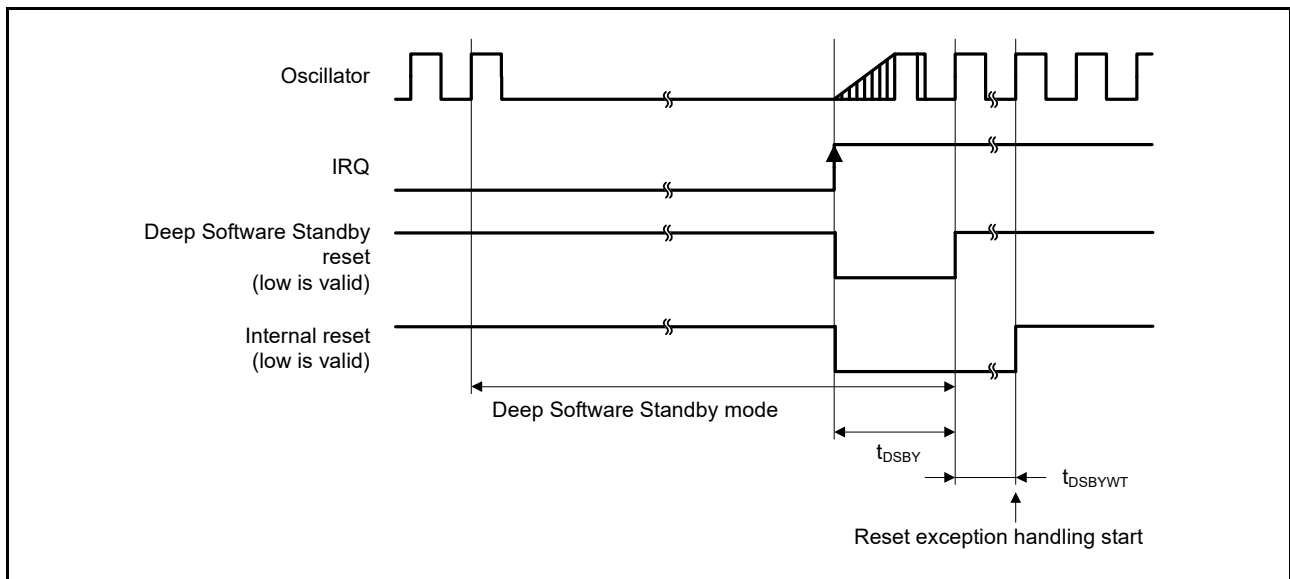 Oscillator
IRQ
Deep Software Standby
reset
(low is valid)
Internal reset
(low is valid)
Deep Software Standby mode
tDSBY
tDSBYWT
Reset exception handling start